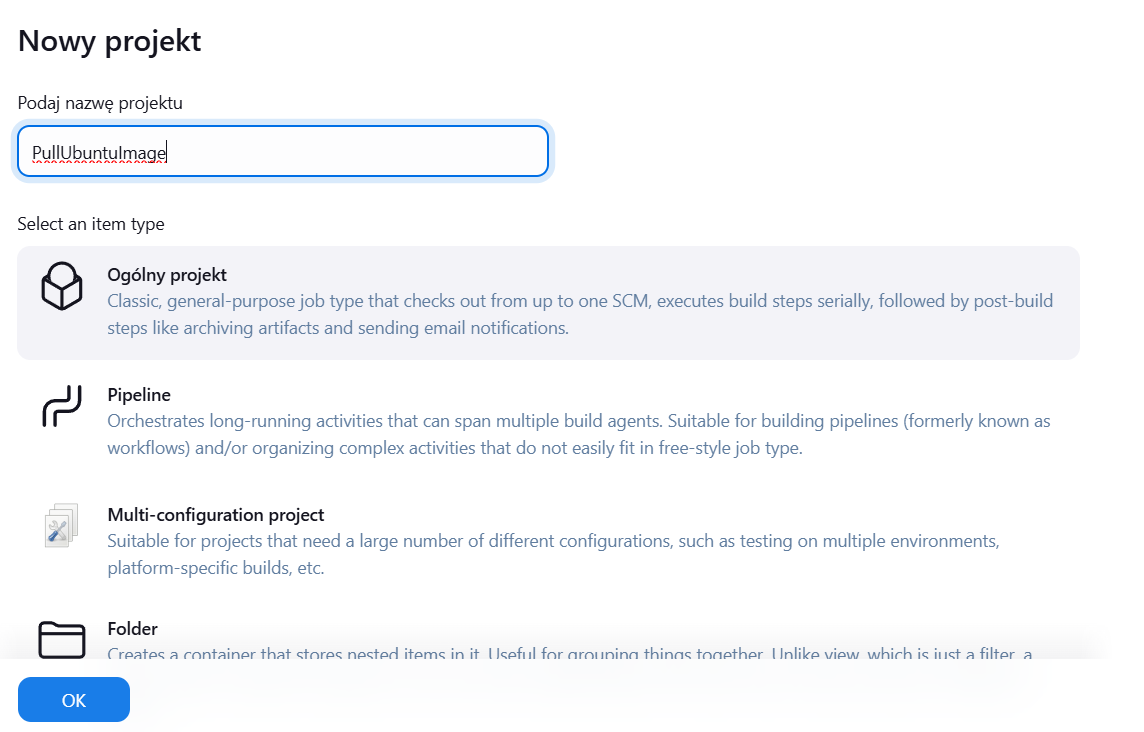 Nowy projekt
Podaj nazwę projektu
PullUbuntuImage
Select an item type
Ogólny projekt
Classic, general-purpose job type that checks out from up to one SCM, executes build steps serially, followed by post-build
steps like archiving artifacts and sending email notifications.
Pipeline
Orchestrates long-running activities that can span multiple build agents. Suitable for building pipelines (formerly known as
workflows) and/or organizing complex activities that do not easily fit in free-style job type.
Multi-configuration project
Suitable for projects that need a large number of different configurations, such as testing on multiple environments,
platform-specific builds, etc.
Folder
Creates a container that stores nested items in it. Useful for grouping things together. Unlike view, which is just a filter, a
OK